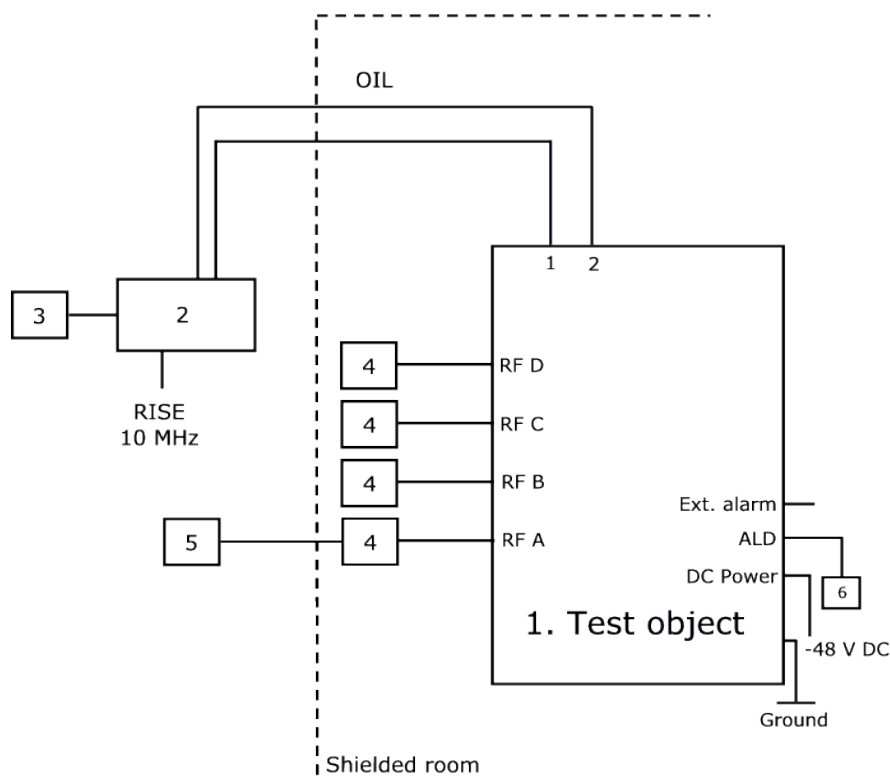 OIL
1 2
3
2
RISE
10 MHz
4 RF D
4 RF C
4 RF B
5 4 RF A
Ext. alarm
ALD
DC Power
6
1. Test object
-48 V DC
Ground
Shielded room